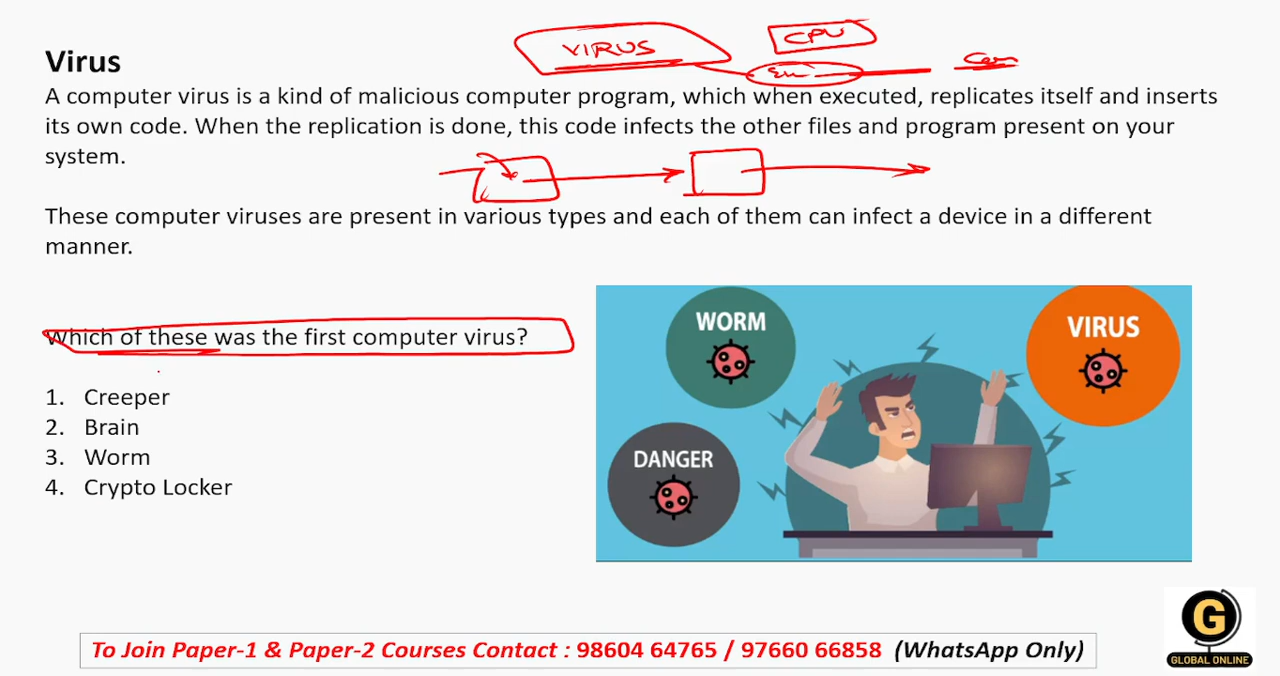 VIRUS
CPU
Virus
A computer virus is a kind of malicious computer program, which when executed, replicates itself and inserts
its own code. When the replication is done, this code infects the other files and program present on your
system.
These computer viruses are present in various types and each of them can infect a device in a different
manner.
Which of these was the first computer virus?
1. Creeper
2. Brain
3. Worm
4. Crypto Locker
WORM
VIRUS
DANGER
To Join Paper-1 & Paper-2 Courses Contact : 98604 64765 / 97660 66858 (WhatsApp Only)
G
GLOBAL ONLINE